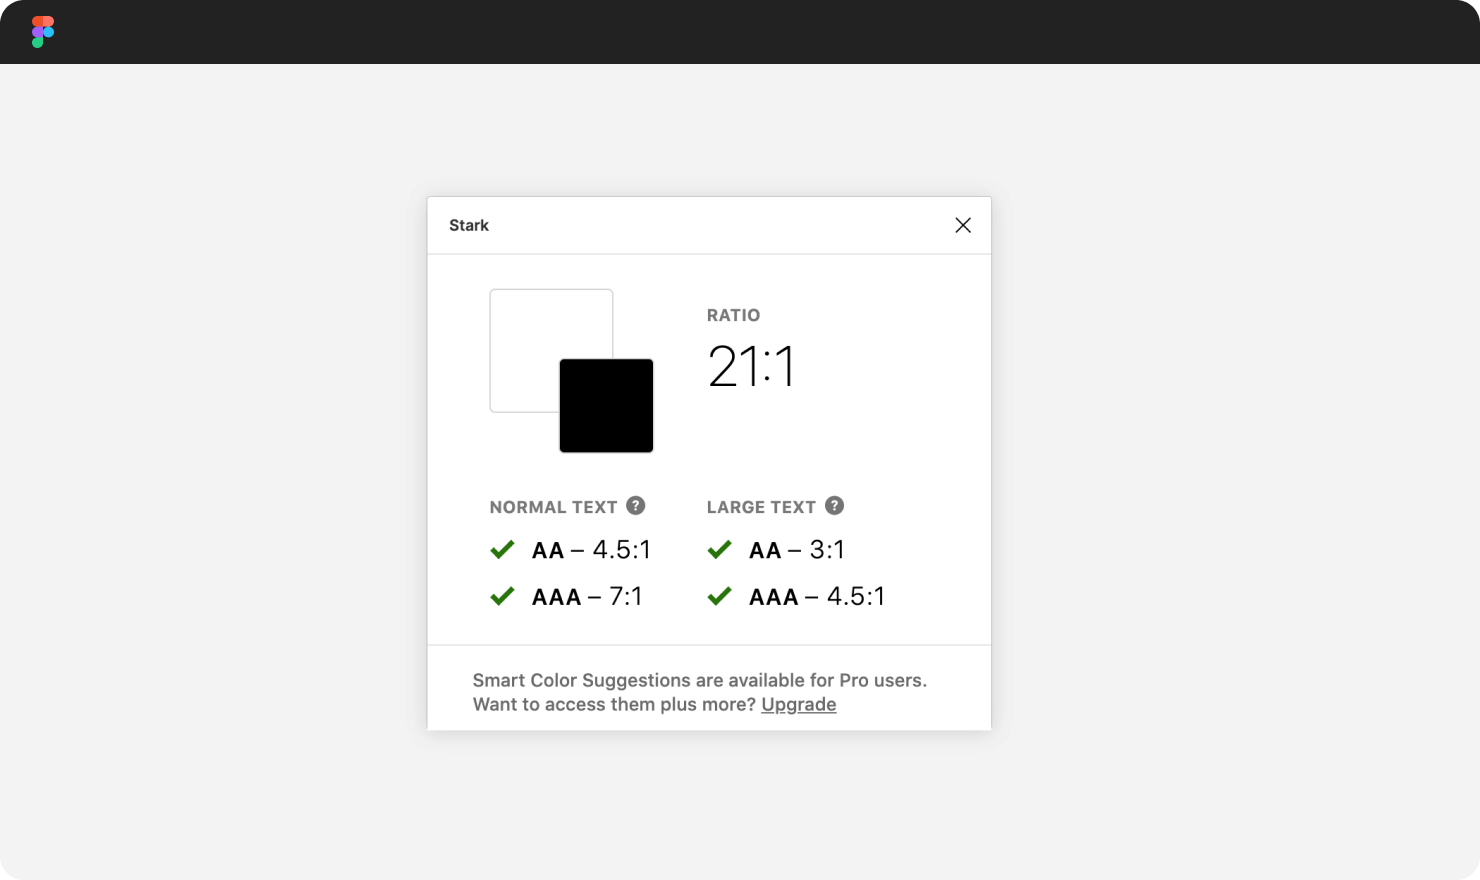 Stark
RATIO
21:1
NORMAL TEXT ?
AA – 4.5:1
AAA – 7:1
LARGE TEXT ?
AA – 3:1
AAA – 4.5:1
Smart Color Suggestions are available for Pro users.
Want to access them plus more? Upgrade